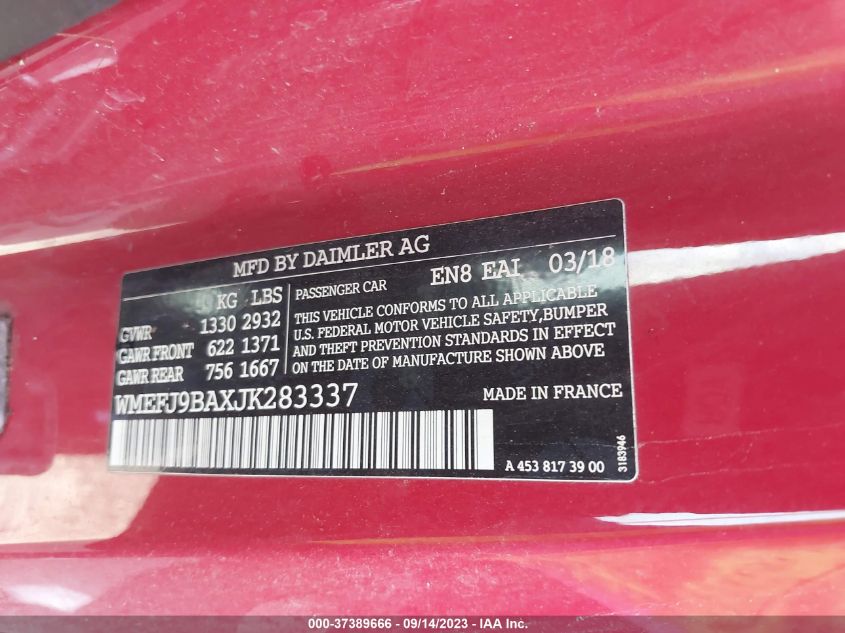 MFD BY DAIMLER AG
KG LBS
GVWR 1330 2932
GAWR FRONT 622 1371
GAWR REAR 756 1667
PASSENGER CAR EN8 EAI 03/18
THIS VEHICLE CONFORMS TO ALL APPLICABLE
U.S. FEDERAL MOTOR VEHICLE SAFETY,BUMPER
AND THEFT PREVENTION STANDARDS IN EFFECT
ON THE DATE OF MANUFACTURE SHOWN ABOVE
WMEFJ9BAXJK283337
MADE IN FRANCE
A 453 817 39 00
3183946
000-37389666 - 09/14/2023 - IAA Inc.